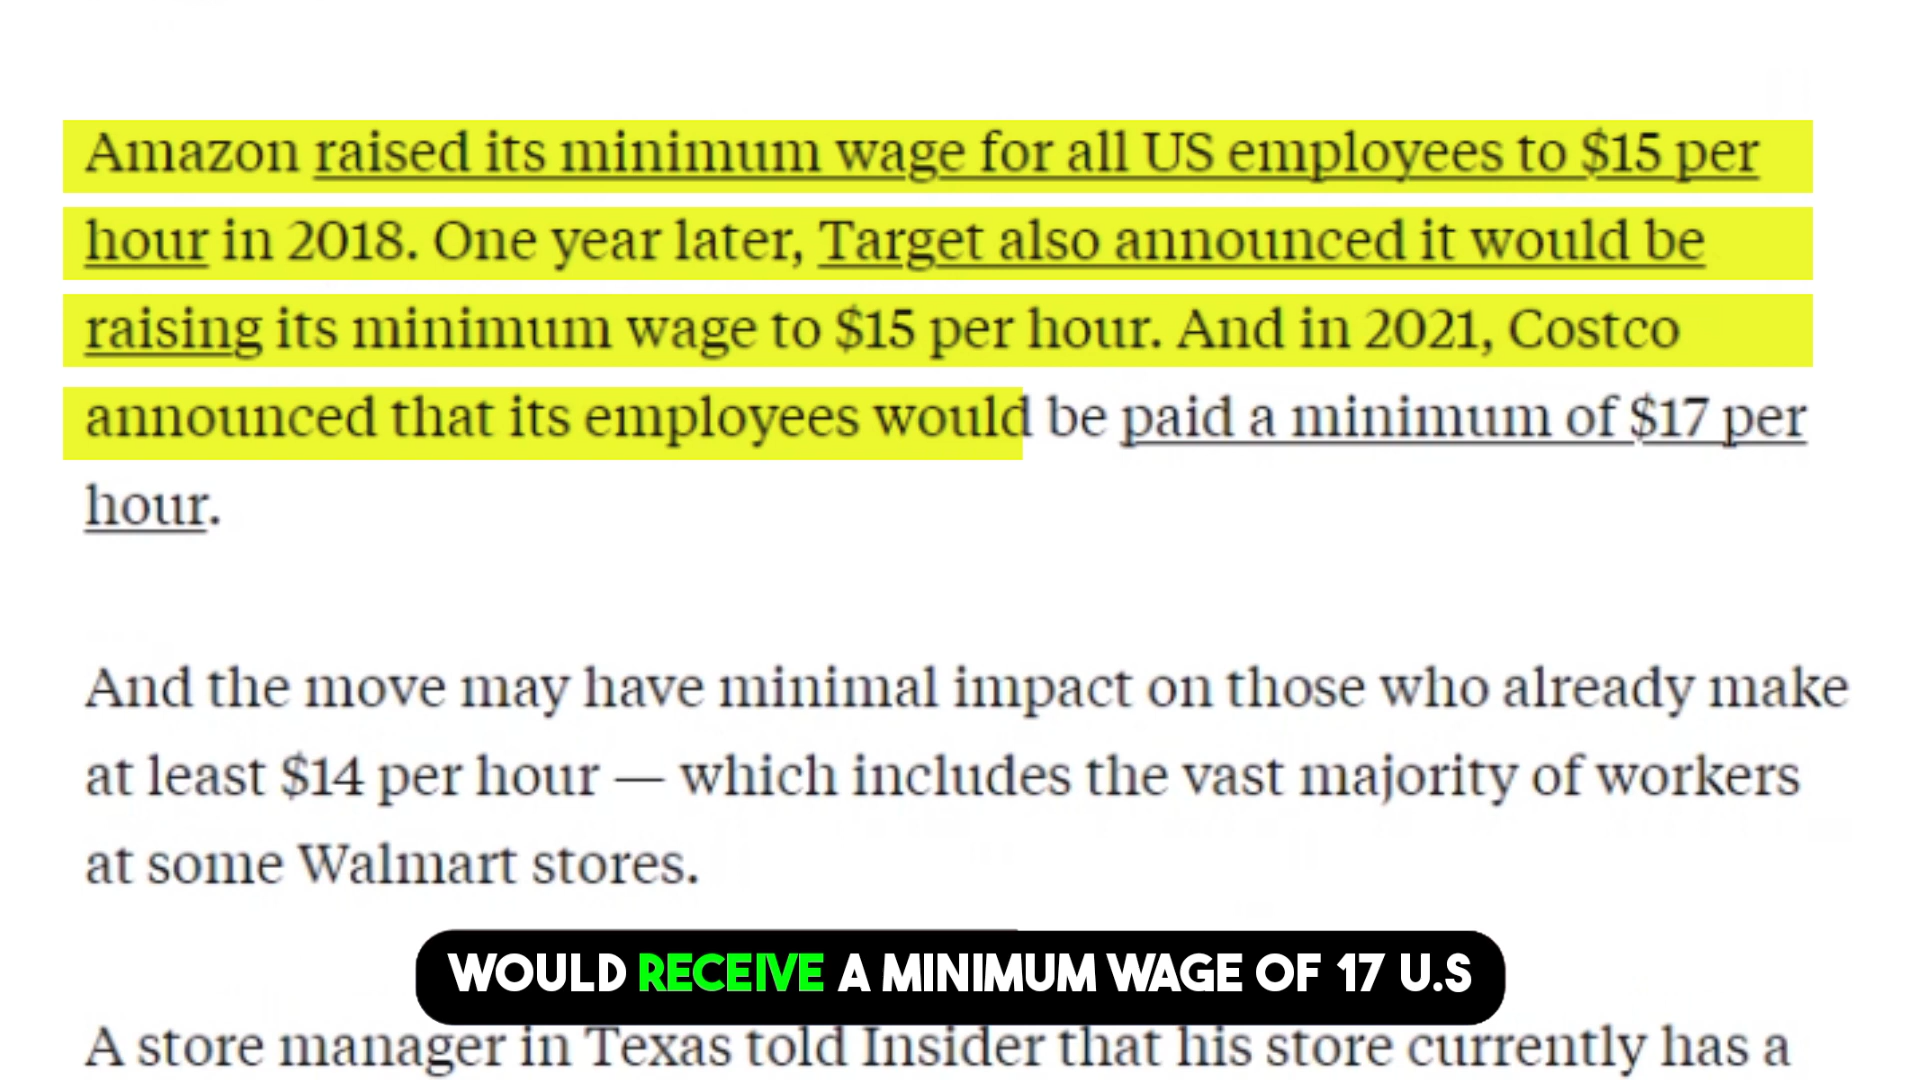 Amazon raised its minimum wage for all US employees to $15 per
hour in 2018. One year later, Target also announced it would be
raising its minimum wage to $15 per hour. And in 2021, Costco
announced that its employees would be paid a minimum of $17 per
hour.
And the move may have minimal impact on those who already make
at least $14 per hour — which includes the vast majority of workers
at some Walmart stores.
WOULD RECEIVE A MINIMUM WAGE OF 17 U.S
A store manager in Texas told Insider that his store currently has a